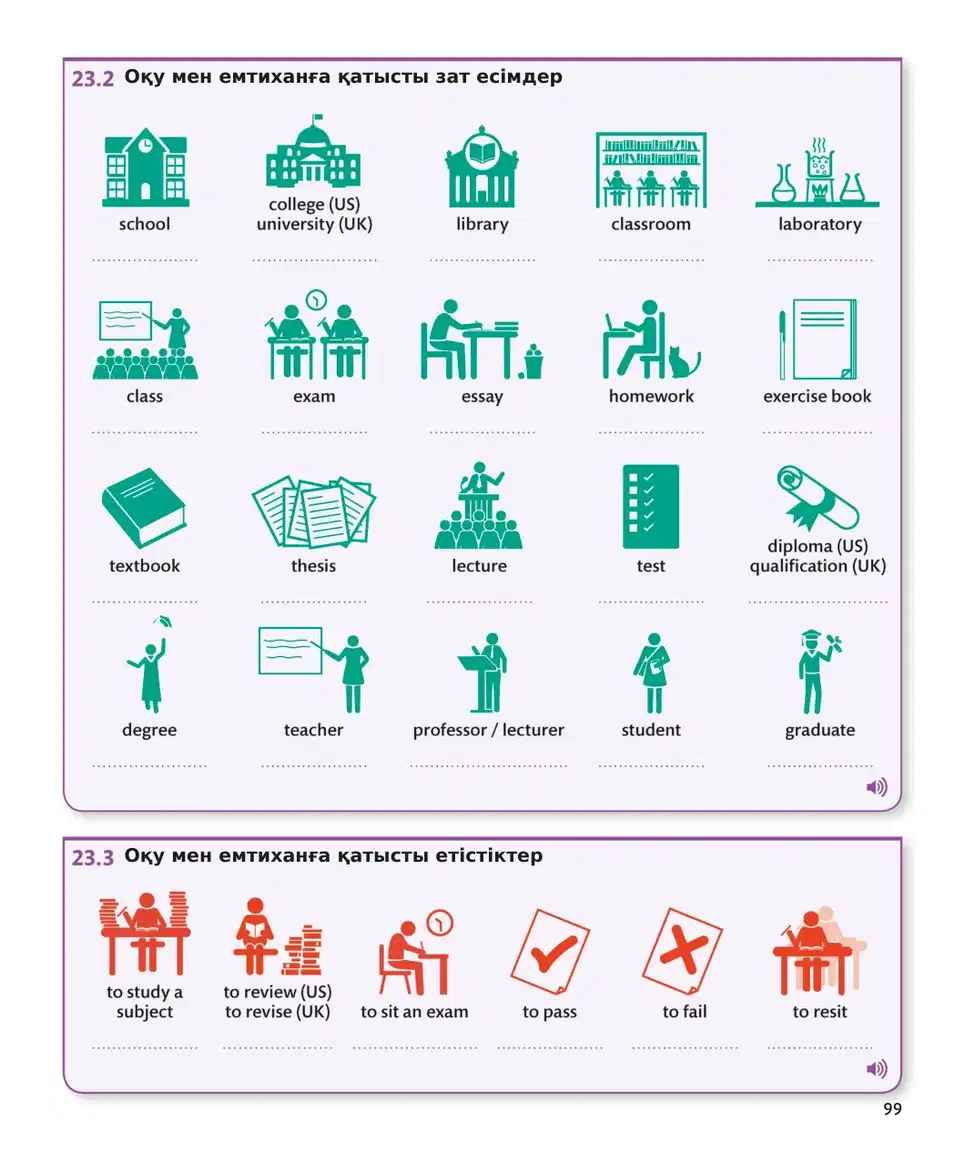 23.2 Оқу мен емтиханға қатысты зат есімдер
school
college (US)
university (UK)
library
classroom
laboratory
class
exam
essay
homework
exercise book
textbook
thesis
lecture
test
diploma (US)
qualification (UK)
degree
teacher
professor / lecturer
student
graduate
23.3 Оқу мен емтиханға қатысты етістіктер
to study a
subject
to review (US)
to revise (UK)
to sit an exam
to pass
to fail
to resit
99